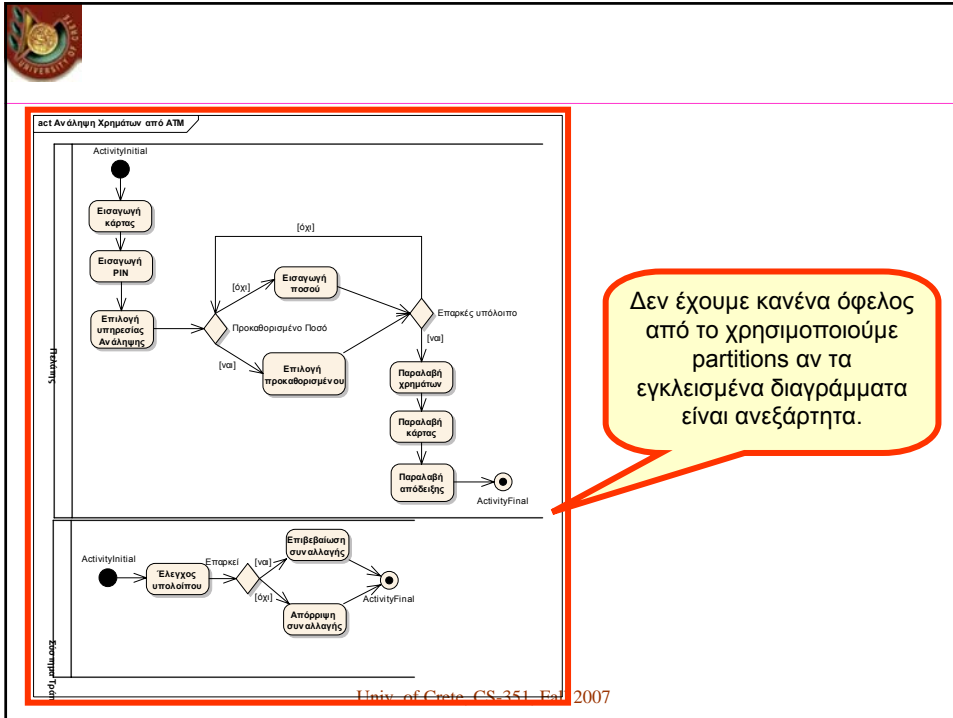 UNIVERSITY OF CRETE
act Ανάληψη Χρημάτων από ATM
Πελάτης
ActivityInitial
Εισαγωγή
κάρτας
Εισαγωγή
PIN
Επιλογή
υπηρεσίας
Ανάληψης
[όχι]
[όχι]
Εισαγωγή
ποσού
Προκαθορισμένο Ποσό
[ναι]
Επιλογή
προκαθορισμένου
Επαρκές υπόλοιπο
[ναι]
Παραλαβή
χρημάτων
Παραλαβή
κάρτας
Παραλαβή
απόδειξης
ActivityFinal
ActivityInitial
Έλεγχος
υπολοίπου
Επαρκεί
[ναι]
Επιβεβαίωση
συναλλαγής
[όχι]
Απόρριψη
συναλλαγής
ActivityFinal
Δεν έχουμε κανένα όφελος
από το χρησιμοποιούμε
partitions αν τα
εγκλεισμένα διαγράμματα
είναι ανεξάρτητα.
Univ. of Crete, CS-351, Fall 2007